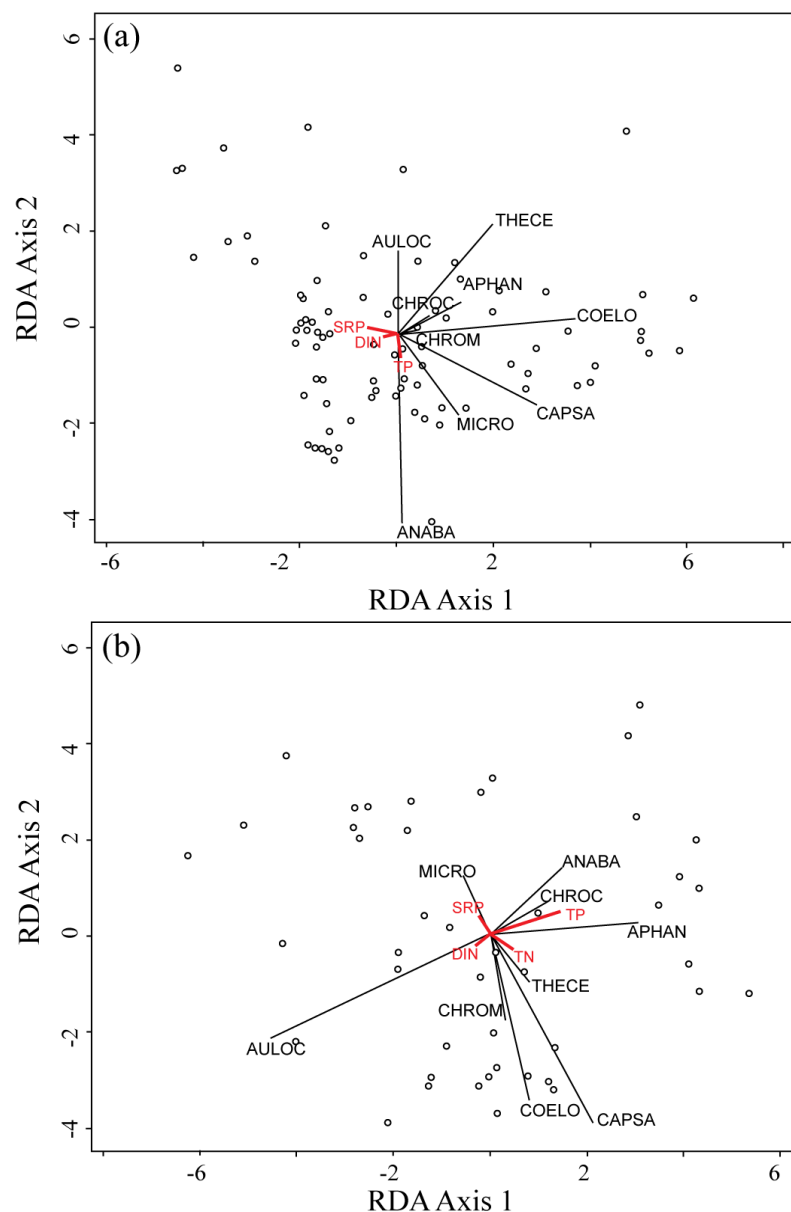 (a)
6
4
2
0
-2
-4
RDA Axis 2
THECE
AULOC
APHAN
CHROC
COELO
SRP
DIN
CHROM
TP
CAPSA
MICRO
ANABA
-6 -2 0 2 6
RDA Axis 1
(b)
6
4
2
0
-2
-4
RDA Axis 2
MICRO
ANABA
CHROC
SRP
TP
APHAN
DIN
TN
THECE
CHROM
AULOC
COELO
CAPSA
-6 -2 0 2 6
RDA Axis 1